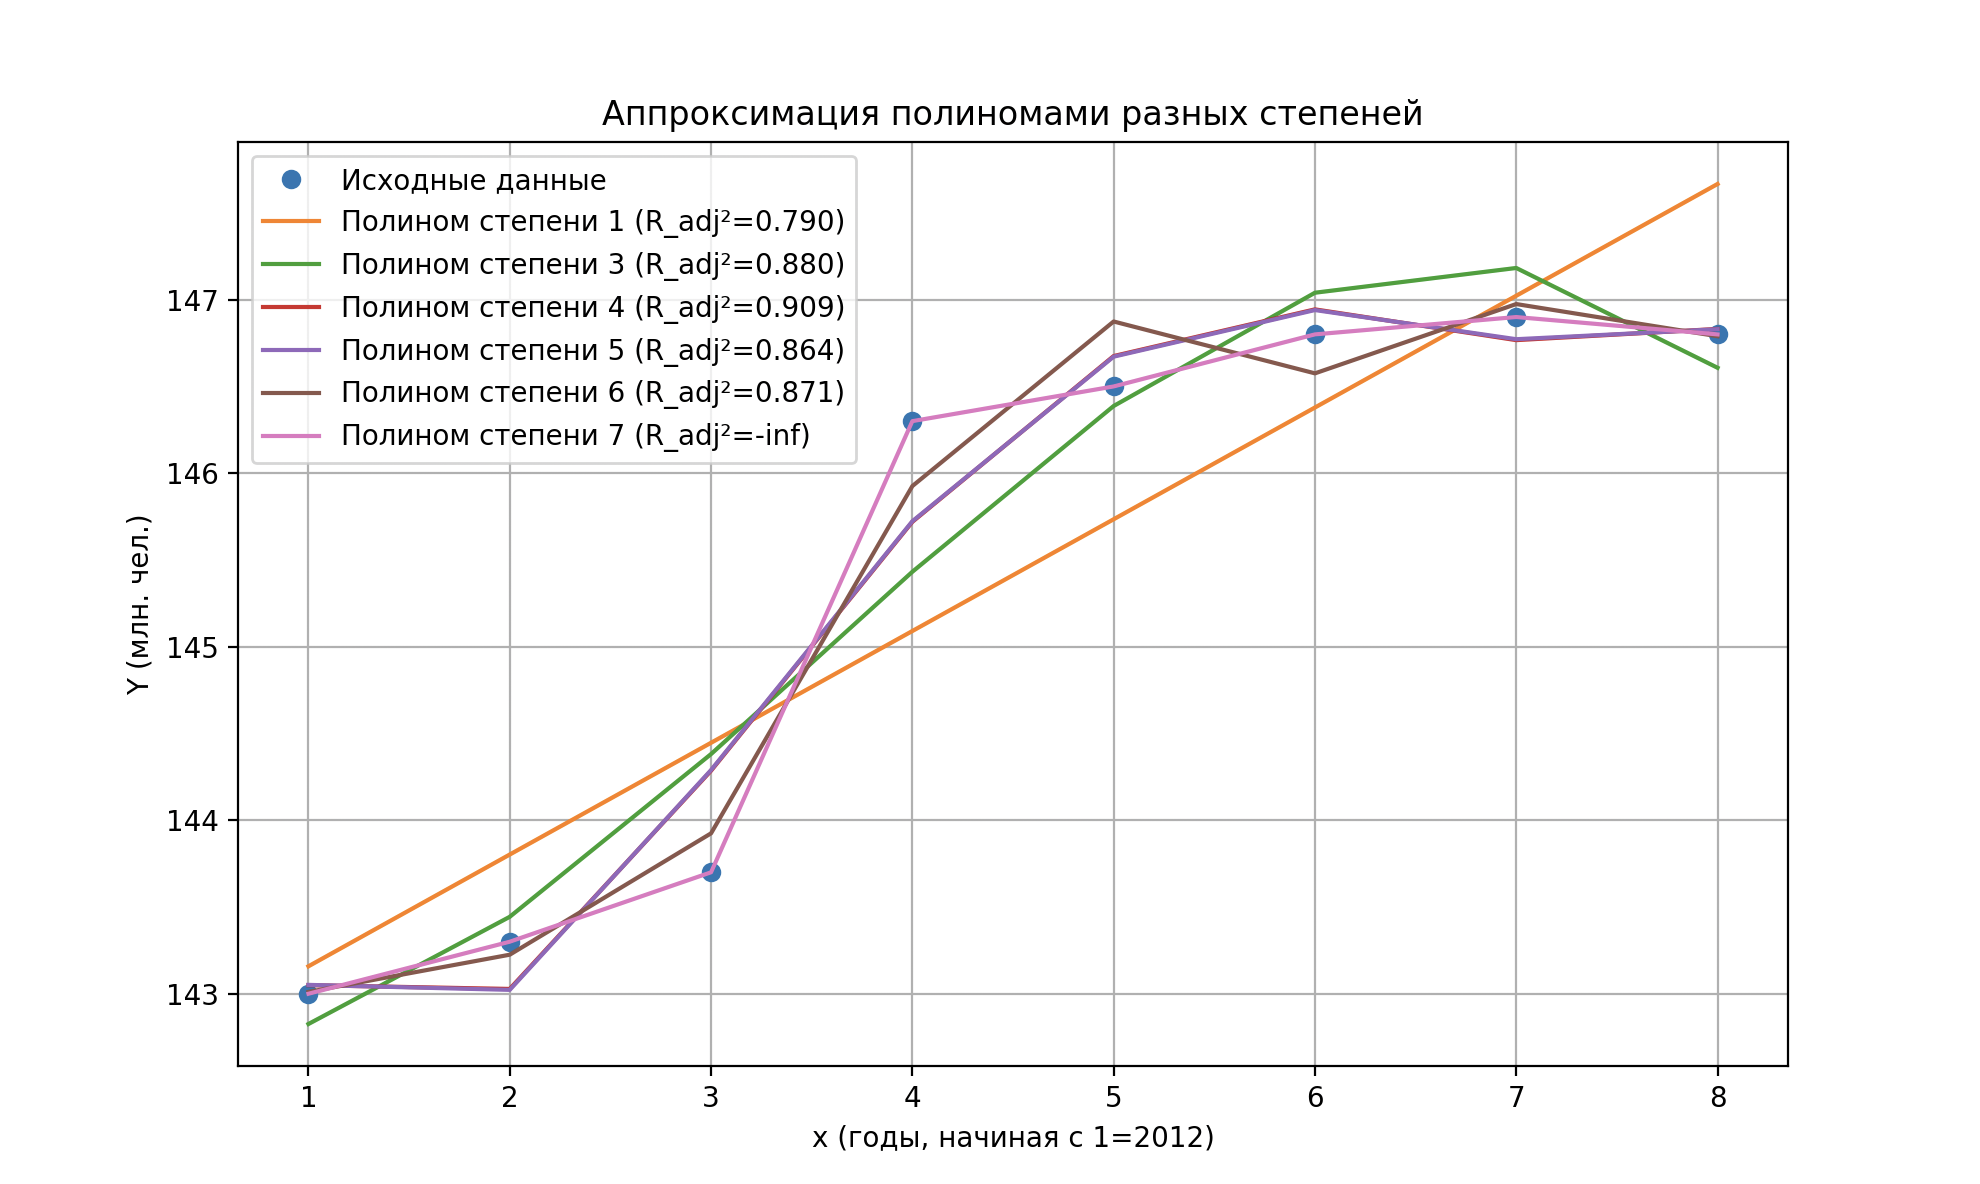 Аппроксимация полиномами разных степеней
Исходные данные
Полином степени 1 (R_adj²=0.790)
Полином степени 3 (R_adj²=0.880)
Полином степени 4 (R_adj²=0.909)
Полином степени 5 (R_adj²=0.864)
Полином степени 6 (R_adj²=0.871)
Полином степени 7 (R_adj²=-inf)
Y (млн. чел.)
147
146
145
144
143
1 2 3 4 5 6 7 8
x (годы, начиная с 1=2012)